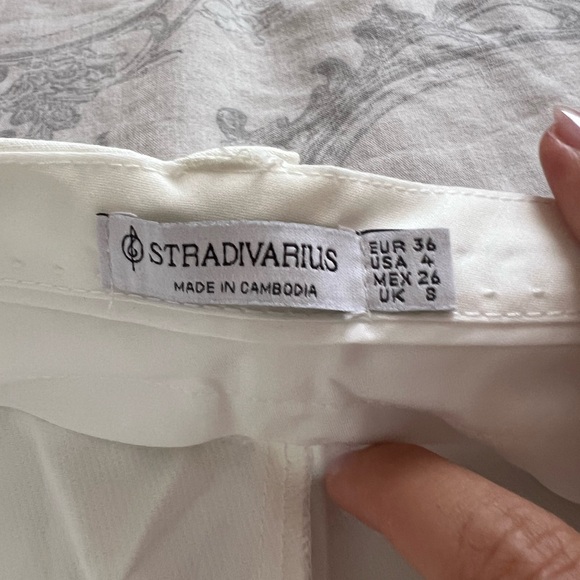 STRADIVARIUS
MADE IN CAMBODIA
EUR 36
USA 4
MEX 26
UK 8